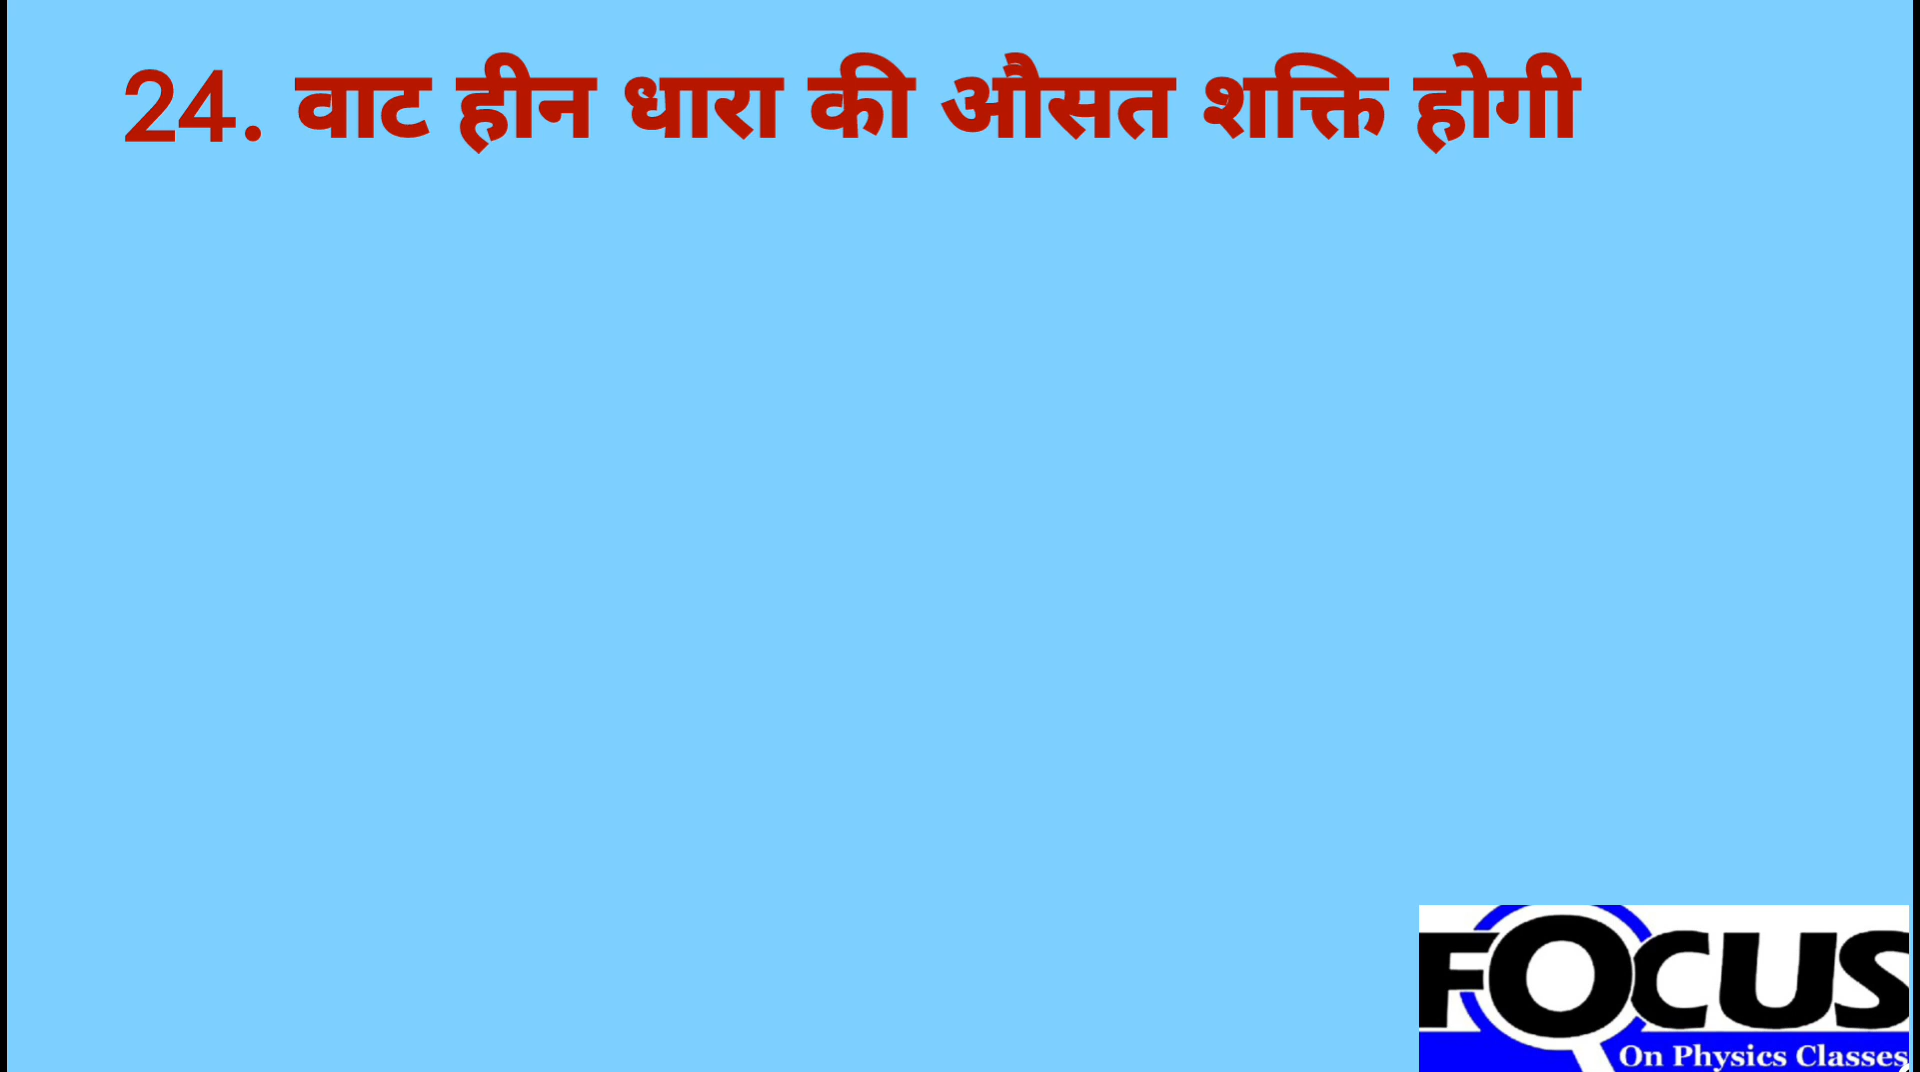 24. वाट हीन धारा की औसत शक्ति होगी
FOCUS
On Physics Classes